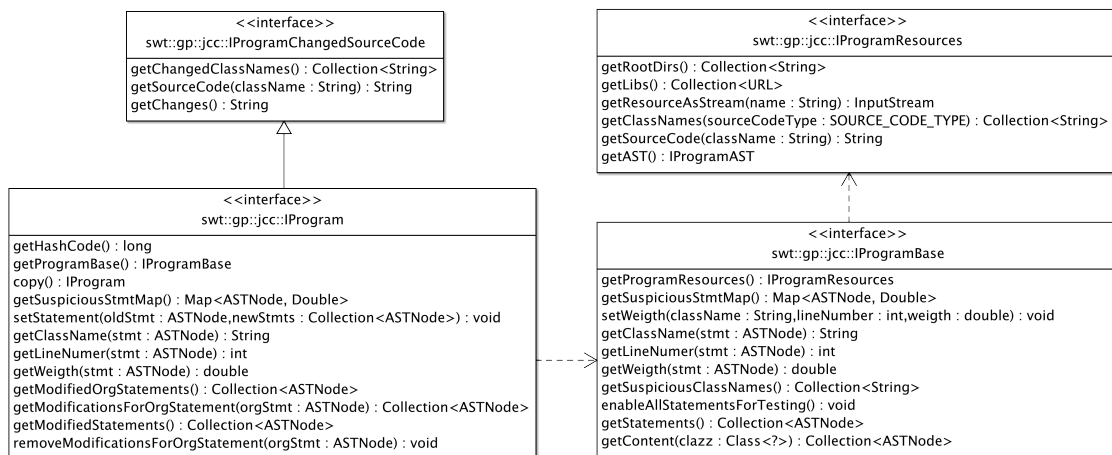 <<interface>>
swt::gp::jcc::IProgramChangedSourceCode
getChangedClassNames() : Collection<String>
getSourceCode(className : String) : String
getChanges() : String
<<interface>>
swt::gp::jcc::IProgramResources
getRootDirs() : Collection<String>
getLibs() : Collection<URL>
getResourceAsStream(name : String) : InputStream
getClassNames(sourceCodeType : SOURCE_CODE_TYPE) : Collection<String>
getSourceCode(className : String) : String
getAST() : IProgramAST
<<interface>>
swt::gp::jcc::IProgram
getHashCode() : long
getProgramBase() : IProgramBase
copy() : IProgram
getSuspiciousStmtMap() : Map<ASTNode, Double>
setStatement(oldStmt : ASTNode,newStmts : Collection<ASTNode>) : void
getClassName(stmt : ASTNode) : String
getLineNumer(stmt : ASTNode) : int
getWeigth(stmt : ASTNode) : double
getModifiedOrgStatements() : Collection<ASTNode>
getModificationsForOrgStatement(orgStmt : ASTNode) : Collection<ASTNode>
getModifiedStatements() : Collection<ASTNode>
removeModificationsForOrgStatement(orgStmt : ASTNode) : void
<<interface>>
swt::gp::jcc::IProgramBase
getProgramResources() : IProgramResources
getSuspiciousStmtMap() : Map<ASTNode, Double>
setWeigth(className : String,lineNumber : int,weigth : double) : void
getClassName(stmt : ASTNode) : String
getLineNumer(stmt : ASTNode) : int
getWeigth(stmt : ASTNode) : double
getSuspiciousClassNames() : Collection<String>
enableAllStatementsForTesting() : void
getStatements() : Collection<ASTNode>
getContent(clazz : Class<?>) : Collection<ASTNode>